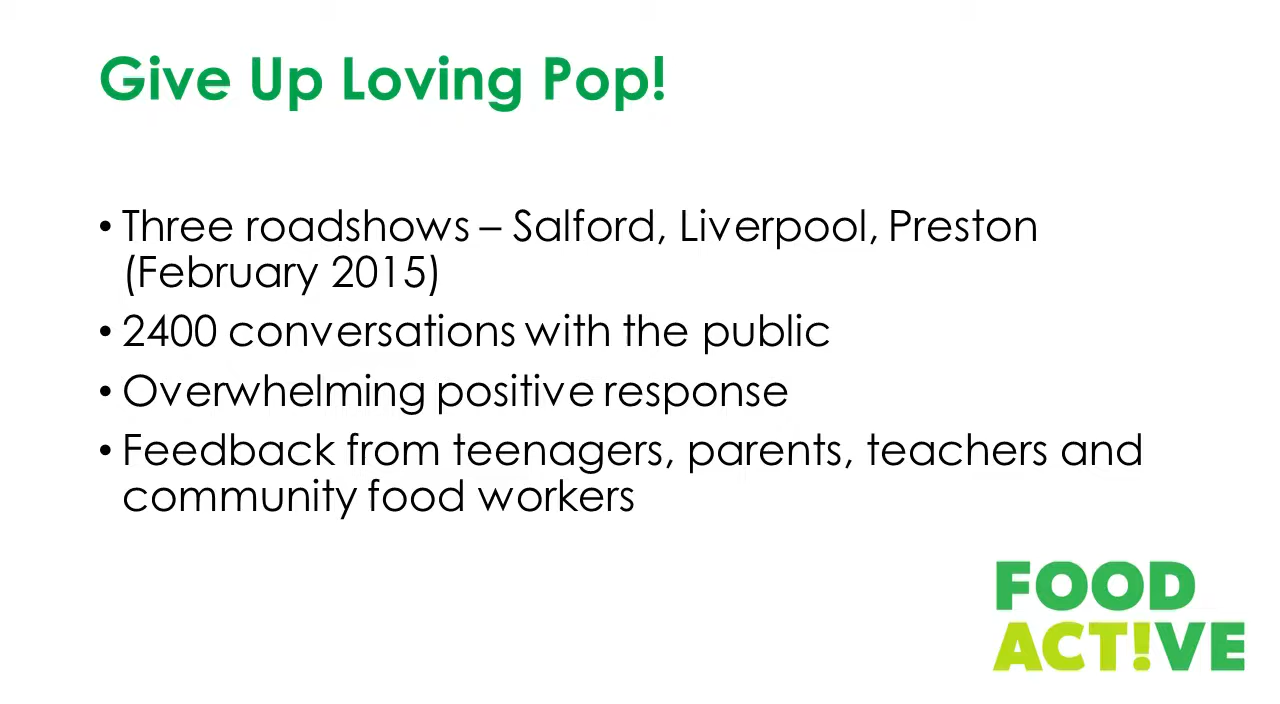 Give Up Loving Pop!
• Three roadshows – Salford, Liverpool, Preston
(February 2015)
• 2400 conversations with the public
• Overwhelming positive response
• Feedback from teenagers, parents, teachers and
community food workers
FOOD
ACT!VE